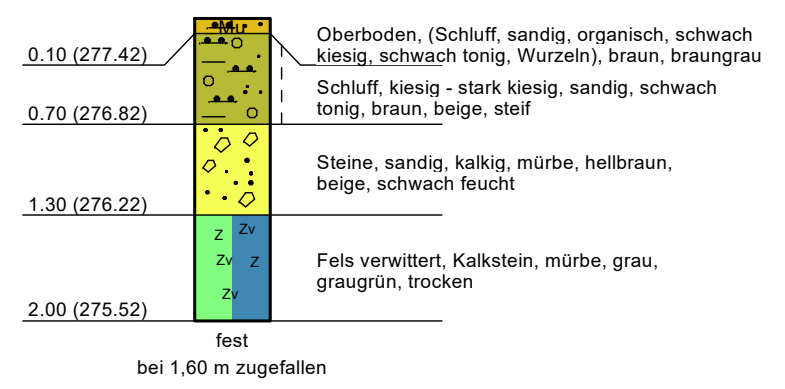 Mu
Oberboden, (Schluff, sandig, organisch, schwach
0.10 (277.42)
kiesig, schwach tonig, Wurzeln), braun, braungrau
Schluff, kiesig - stark kiesig, sandig, schwach
0.70 (276.82)
tonig, braun, beige, steif
Steine, sandig, kalkig, mürbe, hellbraun,
beige, schwach feucht
1.30 (276.22)
Z Zv
Zv Z
Zv
Fels verwittert, Kalkstein, mürbe, grau,
graugrün, trocken
2.00 (275.52)
fest
bei 1,60 m zugefallen